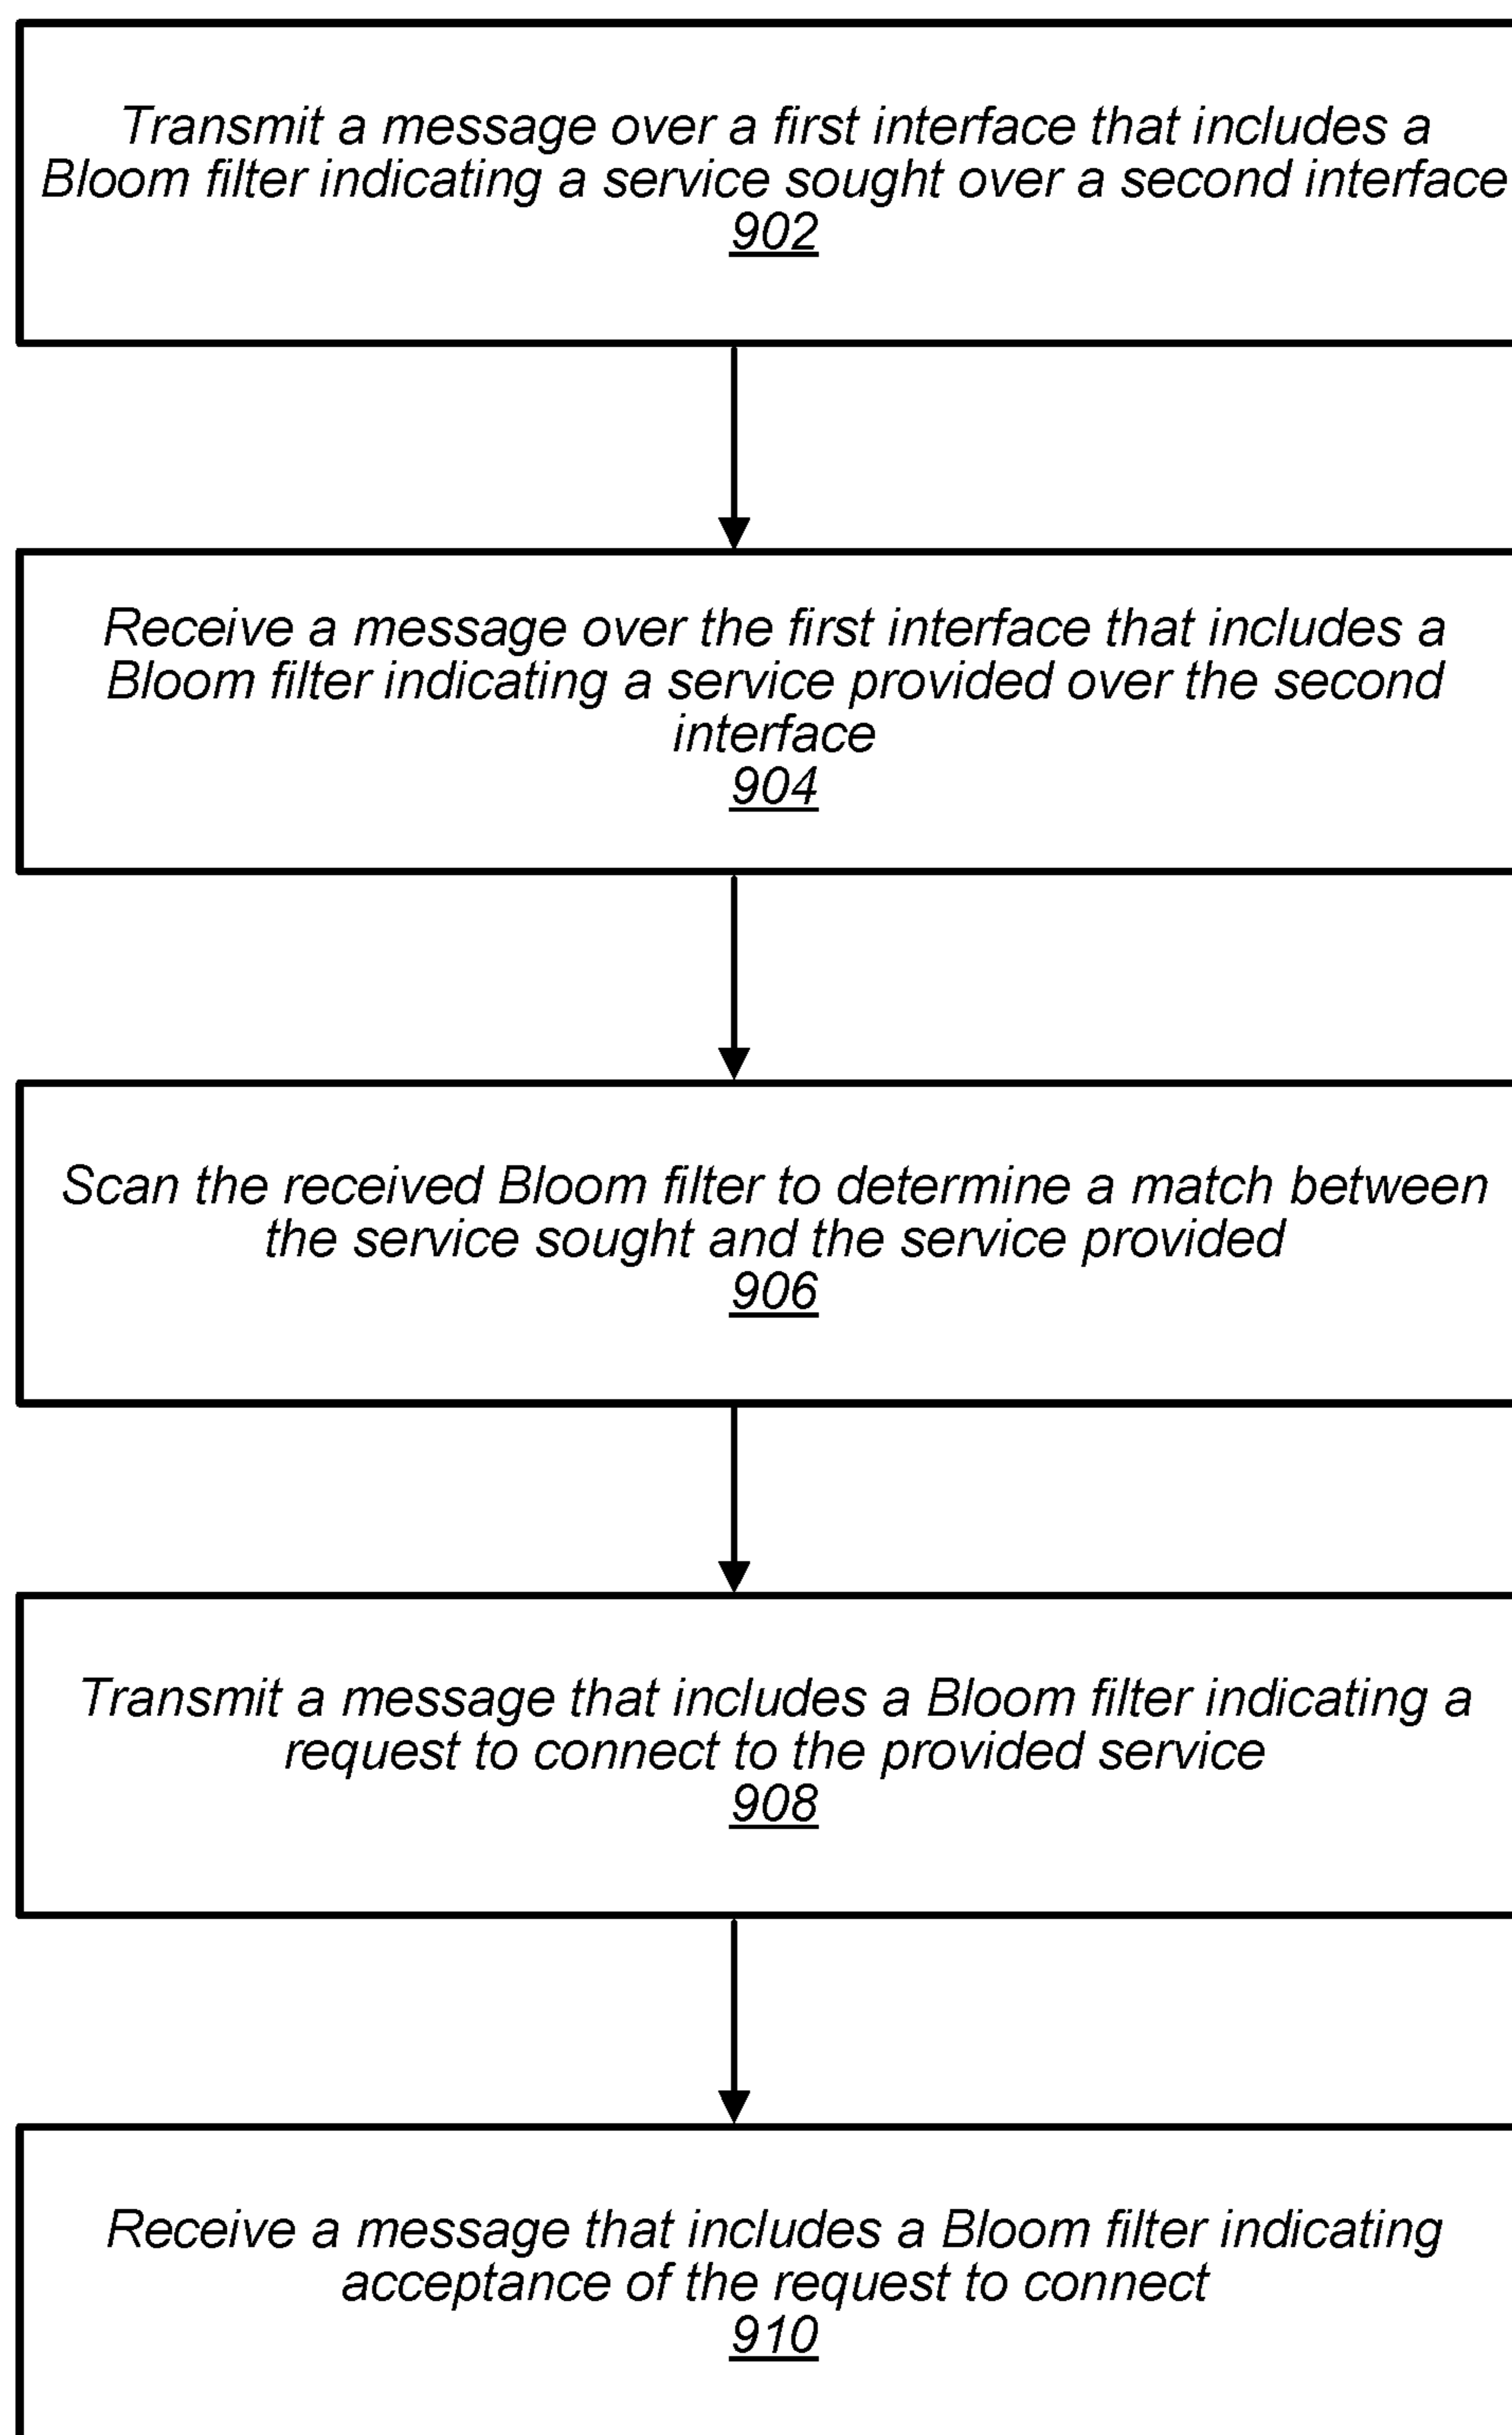 Transmit a message over a first interface that includes a
Bloom filter indicating a service sought over a second interface
902
Receive a message over the first interface that includes a
Bloom filter indicating a service provided over the second
interface
904
Scan the received Bloom filter to determine a match between
the service sought and the service provided
906
Transmit a message that includes a Bloom filter indicating a
request to connect to the provided service
908
Receive a message that includes a Bloom filter indicating
acceptance of the request to connect
910